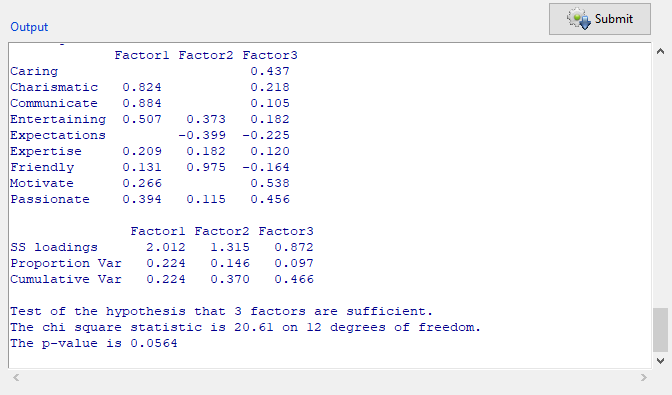 Submit
Output
Factor1 Factor2 Factor3
Caring 0.437
Charismatic 0.824 0.218
Communicate 0.884 0.105
Entertaining 0.507 0.373 0.182
Expectations -0.399 -0.225
Expertise 0.209 0.182 0.120
Friendly 0.131 0.975 -0.164
Motivate 0.266 0.538
Passionate 0.394 0.115 0.456
Factor1 Factor2 Factor3
SS loadings 2.012 1.315 0.872
Proportion Var 0.224 0.146 0.097
Cumulative Var 0.224 0.370 0.466
Test of the hypothesis that 3 factors are sufficient.
The chi square statistic is 20.61 on 12 degrees of freedom.
The p-value is 0.0564